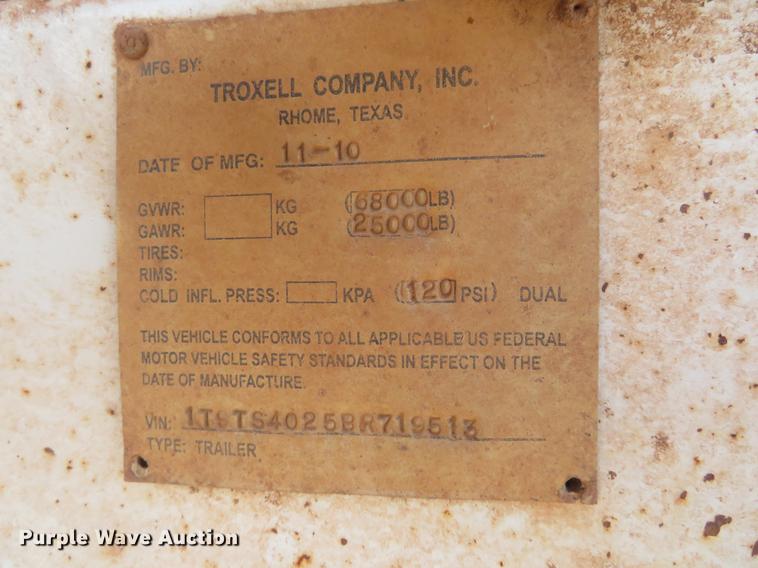 MFG. BY:
TROXELL COMPANY, INC.
RHOME, TEXAS
DATE OF MFG: 11-10
GVWR: KG (68000LB)
GAWR: KG (25000LB)
TIRES:
RIMS:
COLD INFL. PRESS: KPA (120 PSI) DUAL
THIS VEHICLE CONFORMS TO ALL APPLICABLE US FEDERAL
MOTOR VEHICLE SAFETY STANDARDS IN EFFECT ON THE
DATE OF MANUFACTURE.
VIN: 1T9TS4025BR719513
TYPE: TRAILER
Purple Wave Auction